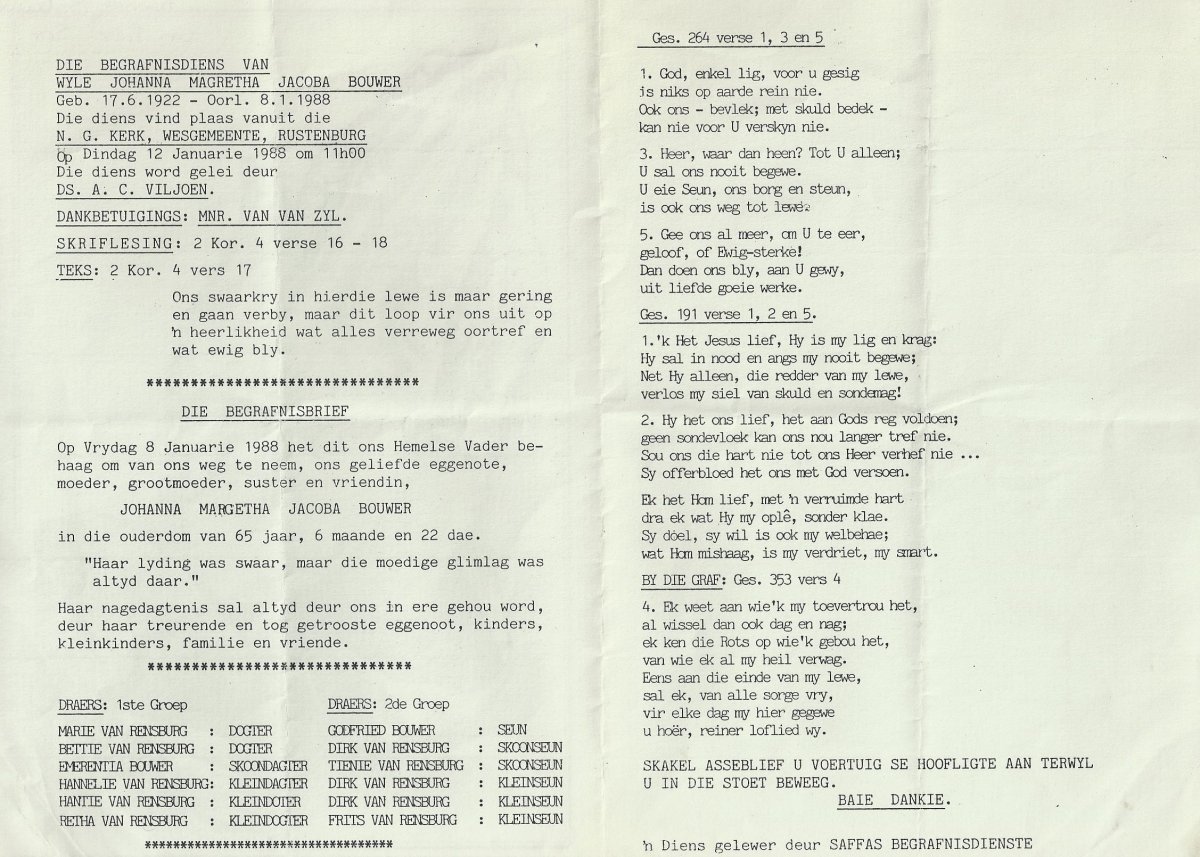 DIE BEGRAFNISDIENS VAN
WYLE JOHANNA MAGRETHA JACOBA BOUWER
Geb. 17.6.1922 - Oorl. 8.1.1988
Die diens vind plaas vanuit die
N. G. KERK, WESGEMEENTE, RUSTENBURG
Op Dindag 12 Januarie 1988 om 11h00
Die diens word gelei deur
DS. A. C. VILJOEN.
DANKBETUIGINGS: MNR. VAN VAN ZYL.
SKRIFLESING: 2 Kor. 4 verse 16 - 18
TEKS: 2 Kor. 4 vers 17
Ons swaarkry in hierdie lewe is maar gering
en gaan verby, maar dit loop vir ons uit op
'n heerlikheid wat alles verreweg oortref en
wat ewig bly.
*******************************
DIE BEGRAFNISBRIEF
Op Vrydag 8 Januarie 1988 het dit ons Hemelse Vader be-
haag om van ons weg te neem, ons geliefde eggenote,
moeder, grootmoeder, suster en vriendin,
JOHANNA MARGETHA JACOBA BOUWER
in die ouderdom van 65 jaar, 6 maande en 22 dae.
"Haar lyding was swaar, maar die moedige glimlag was
altyd daar."
Haar nagedagtenis sal altyd deur ons in ere gehou word,
deur haar treurende en tog getrooste eggenoot, kinders,
kleinkinders, familie en vriende.
******************************
DRAERS: 1ste Groep DRAERS: 2de Groep
MARIE VAN RENSBURG : DOGTER GODFRIED BOUWER : SEUN
BETTIE VAN RENSBURG : DOGTER DIRK VAN RENSBURG : SKOONSEUN
EMERENTIA BOUWER : SKOONDAGTER TIENIE VAN RENSBURG : SKOONSEUN
HANNELIE VAN RENSBURG: KLEINDAGTER DIRK VAN RENSBURG : KLEINSEUN
HANTIE VAN RENSBURG : KLEINDOTER DIRK VAN RENSBURG : KLEINSEUN
RETHA VAN RENSBURG : KLEINDOGTER FRITS VAN RENSBURG : KLEINSEUN
***********************************
Ges. 264 verse 1, 3 en 5
1. God, enkel lig, voor u gesig
is niks op aarde rein nie.
Ook ons - bevlek; met skuld bedek -
kan nie voor U verskyn nie.
3. Heer, waar dan heen? Tot U alleen;
U sal ons nooit begewe.
U eie Seun, ons borg en steun,
is ook ons weg tot lewe.
5. Gee ons al meer, om U te eer,
geloof, of Ewig-sterke!
Dan doen ons bly, aan U gewy,
uit liefde goeie werke.
Ges. 191 verse 1, 2 en 5.
1.'k Het Jesus lief, Hy is my lig en krag:
Hy sal in nood en angs my nooit begewe;
Net Hy alleen, die redder van my lewe,
verlos my siel van skuld en sondemag!
2. Hy het ons lief, het aan Gods reg voldoen;
geen sondevloek kan ons nou langer tref nie.
Sou ons die hart nie tot ons Heer verhef nie ...
Sy offerbloed het ons met God versoen.
Ek het Hom lief, met 'n verruimde hart
dra ek wat Hy my oplê, sonder klae.
Sy doel, sy wil is ook my welbehae;
wat Hom mishaag, is my verdriet, my smart.
BY DIE GRAF: Ges. 353 vers 4
4. Ek weet aan wie'k my toevertrou het,
al wissel dan ook dag en nag;
ek ken die Rots op wie'k gebou het,
van wie ek al my heil verwag.
Eens aan die einde van my lewe,
sal ek, van alle sorge vry,
vir elke dag my hier gegewe
u hoër, reiner loflied wy.
SKAKEL ASSEBLIEF U VOERTUIG SE HOOFLIGTE AAN TERWYL
U IN DIE STOET BEWEEG.
BAIE DANKIE.
'n Diens gelewer deur SAFFAS BEGRAFNISDIENSTE